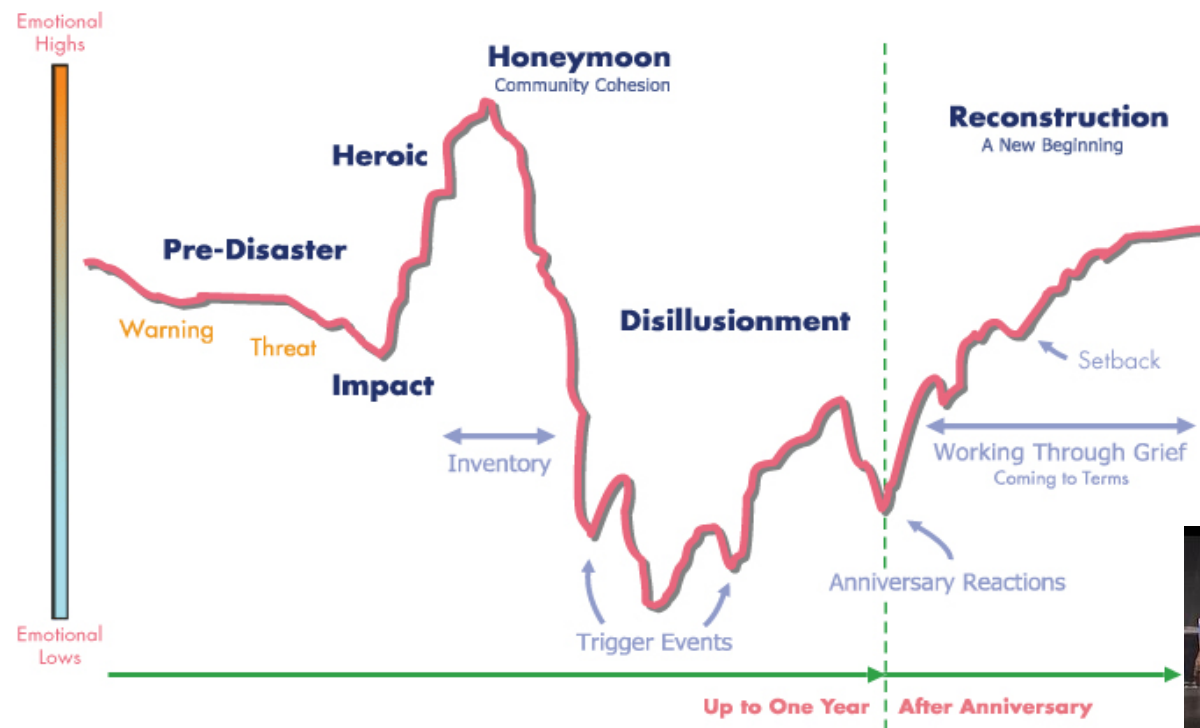 Emotional
Highs
Honeymoon
Community Cohesion
Reconstruction
A New Beginning
Heroic
Pre-Disaster
Warning
Threat
Disillusionment
Impact
Setback
Inventory
Working Through Grief
Coming to Terms
Anniversary Reactions
Trigger Events
Emotional
Lows
Up to One Year
After Anniversary